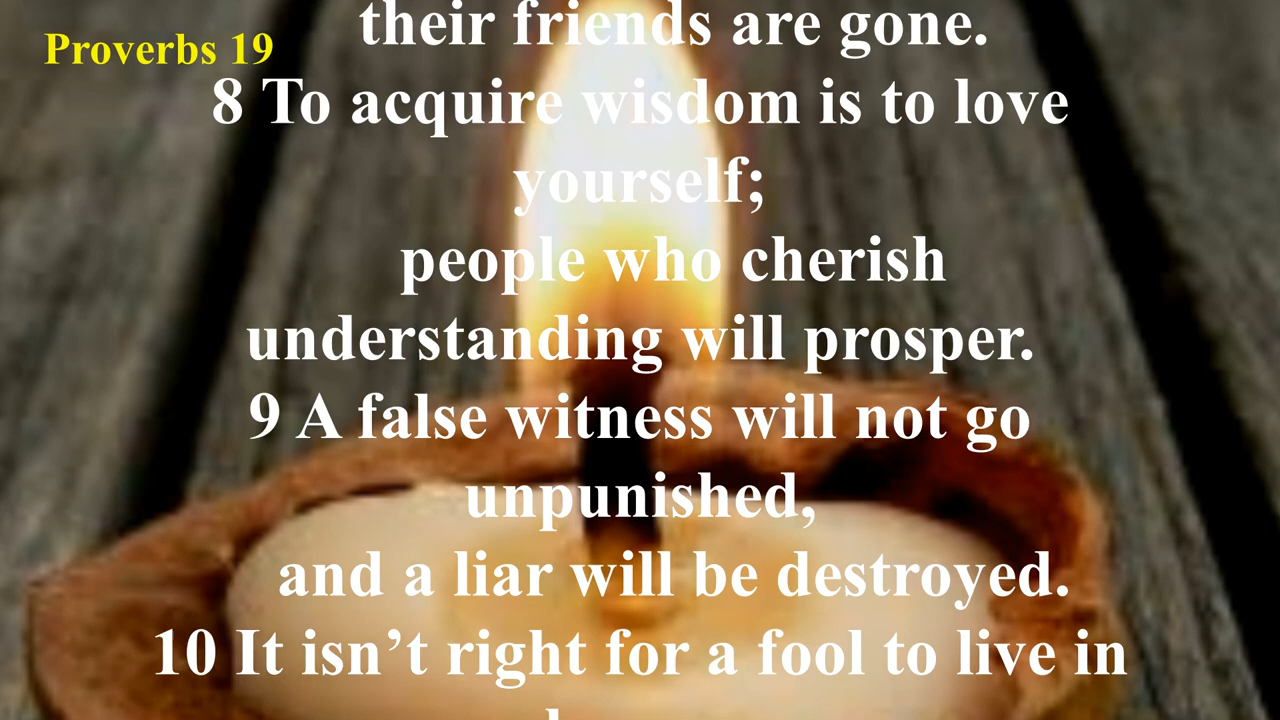 their friends are gone.
Proverbs 19
8 To acquire wisdom is to love
yourself;
people who cherish
understanding will prosper.
9 A false witness will not go
unpunished,
and a liar will be destroyed.
10 It isn’t right for a fool to live in